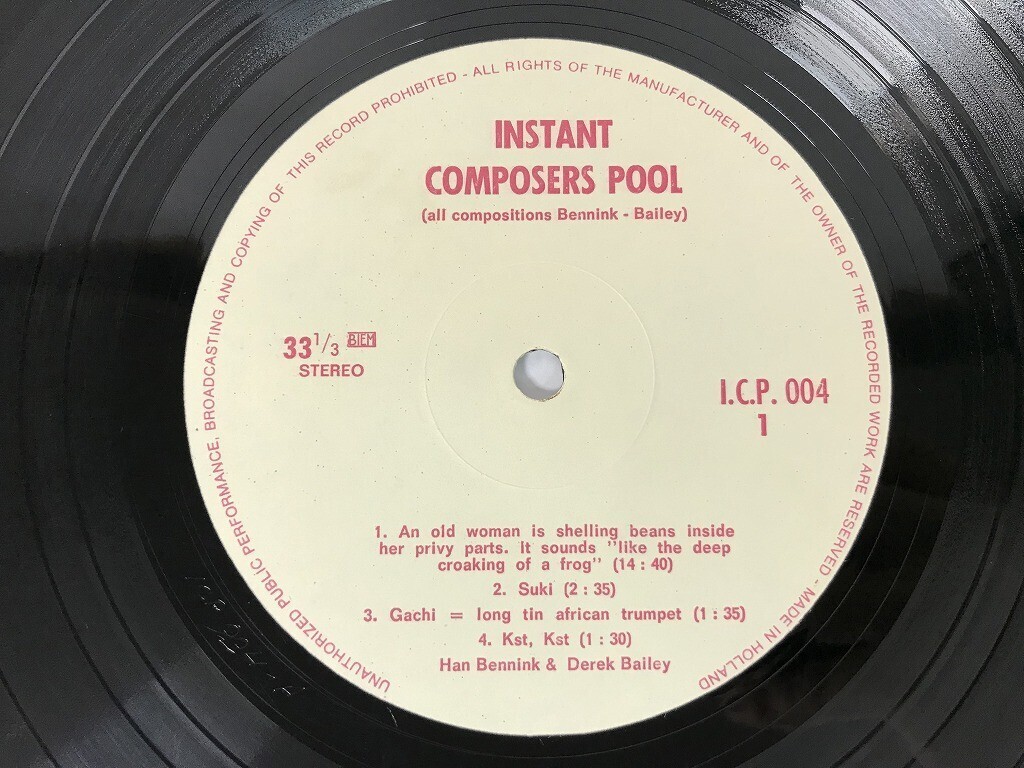 UNAUTHORIZED PUBLIC PERFORMANCE, BROADCASTING AND COPYING OF THIS RECORD PROHIBITED - ALL RIGHTS OF THE MANUFACTURER AND OF THE OWNER OF THE RECORDED WORK ARE RESERVED - MADE IN HOLLAND
INSTANT
COMPOSERS POOL
(all compositions Bennink - Bailey)
33 1/3 BIEM
STEREO
I.C.P. 004
1
1. An old woman is shelling beans inside
her privy parts. It sounds "like the deep
croaking of a frog" (14 : 40)
2. Suki (2 : 35)
3. Gachi = long tin african trumpet (1 : 35)
4. Kst, Kst (1 : 30)
Han Bennink & Derek Bailey